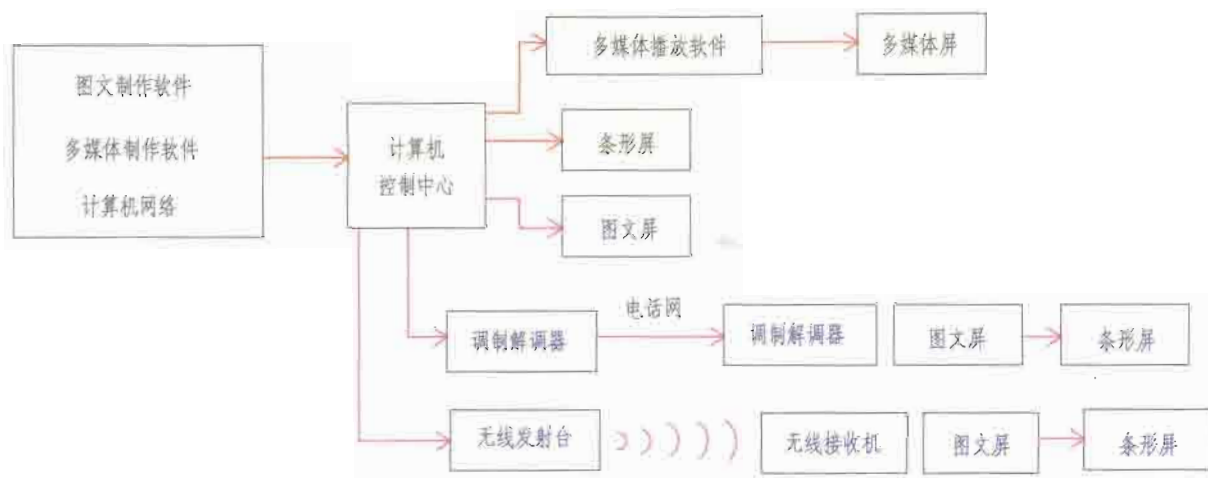 图文制作软件
多媒体制作软件
计算机网络
计算机
控制中心
多媒体播放软件
多媒体屏
条形屏
图文屏
调制解调器
电话网
调制解调器
图文屏
条形屏
无线发射台
无线接收机
图文屏
条形屏